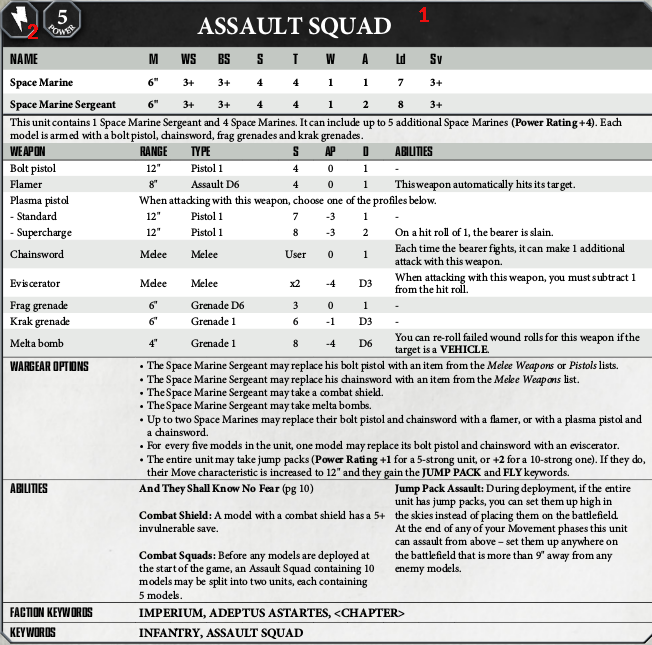 ASSAULT SQUAD
1
2
5
POWER
NAME M WS BS S T W A Ld Sv
Space Marine 6" 3+ 3+ 4 4 1 1 7 3+
Space Marine Sergeant 6" 3+ 3+ 4 4 1 2 8 3+
This unit contains 1 Space Marine Sergeant and 4 Space Marines. It can include up to 5 additional Space Marines (Power Rating +4). Each
model is armed with a bolt pistol, chainsword, frag grenades and krak grenades.
WEAPON RANGE TYPE S AP D ABILITIES
Bolt pistol 12" Pistol 1 4 0 1 -
Flamer 8" Assault D6 4 0 1 This weapon automatically hits its target.
Plasma pistol When attacking with this weapon, choose one of the profiles below.
- Standard 12" Pistol 1 7 -3 1 -
- Supercharge 12" Pistol 1 8 -3 2 On a hit roll of 1, the bearer is slain.
Chainsword Melee Melee User 0 1 Each time the bearer fights, it can make 1 additional
attack with this weapon.
Eviscerator Melee Melee x2 -4 D3 When attacking with this weapon, you must subtract 1
from the hit roll.
Frag grenade 6" Grenade D6 3 0 1 -
Krak grenade 6" Grenade 1 6 -1 D3 -
Melta bomb 4" Grenade 1 8 -4 D6 You can re-roll failed wound rolls for this weapon if the
target is a VEHICLE.
WARGEAR OPTIONS
• The Space Marine Sergeant may replace his bolt pistol with an item from the Melee Weapons or Pistols lists.
• The Space Marine Sergeant may replace his chainsword with an item from the Melee Weapons list.
• The Space Marine Sergeant may take a combat shield.
• The Space Marine Sergeant may take melta bombs.
• Up to two Space Marines may replace their bolt pistol and chainsword with a flamer, or with a plasma pistol and
a chainsword.
• For every five models in the unit, one model may replace its bolt pistol and chainsword with an eviscerator.
• The entire unit may take jump packs (Power Rating +1 for a 5-strong unit, or +2 for a 10-strong one). If they do,
their Move characteristic is increased to 12" and they gain the JUMP PACK and FLY keywords.
ABILITIES
And They Shall Know No Fear (pg 10)
Combat Shield: A model with a combat shield has a 5+
invulnerable save.
Combat Squads: Before any models are deployed at
the start of the game, an Assault Squad containing 10
models may be split into two units, each containing
5 models.
Jump Pack Assault: During deployment, if the entire
unit has jump packs, you can set them up high in
the skies instead of placing them on the battlefield.
At the end of any of your Movement phases this unit
can assault from above – set them up anywhere on
the battlefield that is more than 9" away from any
enemy models.
FACTION KEYWORDS IMPERIUM, ADEPTUS ASTARTES, <CHAPTER>
KEYWORDS INFANTRY, ASSAULT SQUAD